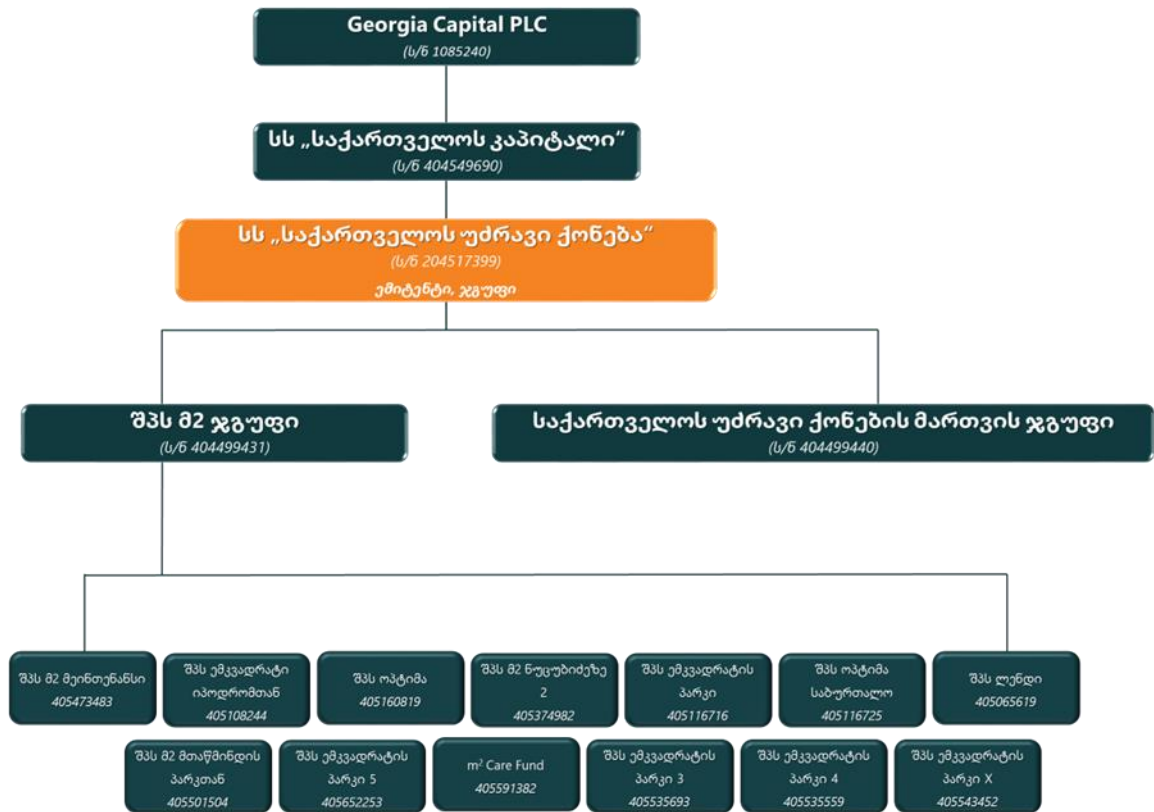 Georgia Capital PLC
(ს/ნ 1085240)
სს „საქართველოს კაპიტალი“
(ს/ნ 404549690)
სს „საქართველოს უძრავი ქონება“
(ს/ნ 204517399)
ემიტენტი, ჯგუფი
შპს მ2 ჯგუფი
(ს/ნ 404499431)
საქართველოს უძრავი ქონების მართვის ჯგუფი
(ს/ნ 404499440)
შპს მ2 მეინთენანსი
405473483
შპს ემკვადრატი
იპოდრომთან
405108244
შპს ოპტიმა
405160819
შპს მ2 ნუცუბიძეზე
2
405374982
შპს ემკვადრატის
პარკი
405116716
შპს ოპტიმა
საბურთალო
405116725
შპს ლენდი
405065619
შპს მ2 მთაწმინდის
პარკთან
405501504
შპს ემკვადრატის
პარკი 5
405652253
m² Care Fund
405591382
შპს ემკვადრატის
პარკი 3
405535693
შპს ემკვადრატის
პარკი 4
405535559
შპს ემკვადრატის
პარკი X
405543452